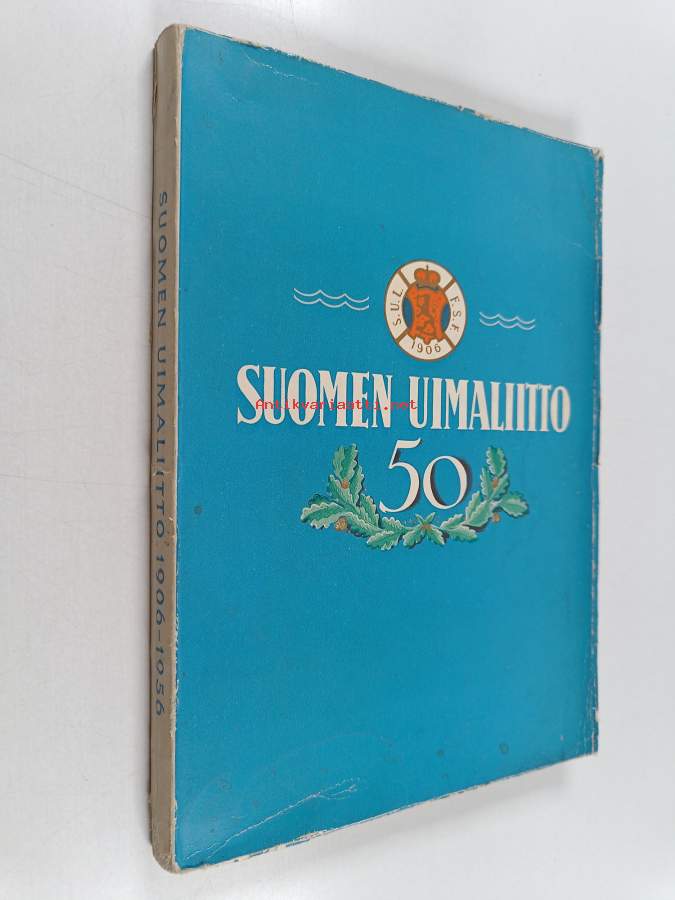 SUOMEN UIMALIITTO 1906-1956
S.U.L. F.S.F.
1906
SUOMEN UIMALIITTO
Antikvariaatti.net
50